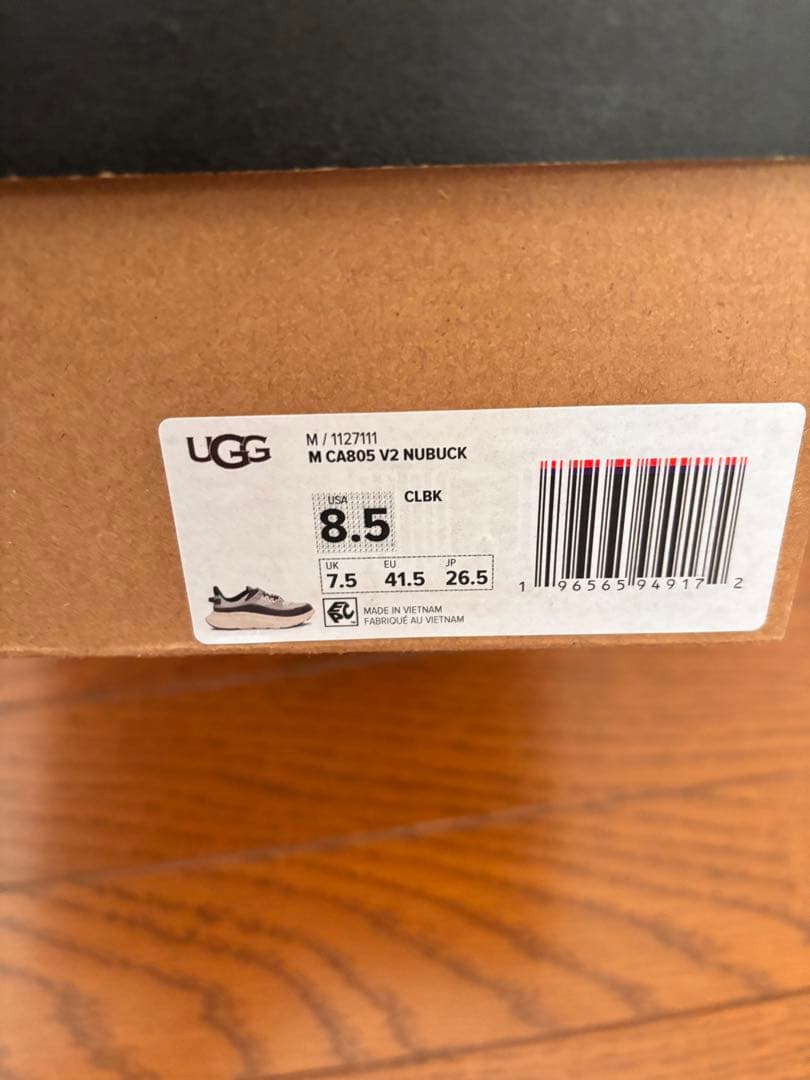 UGG
M / 1127111
M CA805 V2 NUBUCK
USA
8.5
CLBK
UK EU JP
7.5 41.5 26.5
MADE IN VIETNAM
FABRIQUÉ AU VIETNAM
1 96565 94917 2